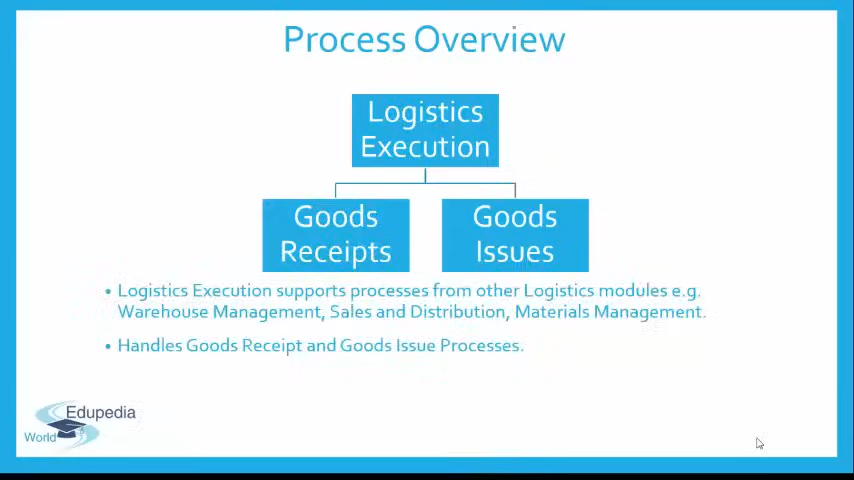 Process Overview
Logistics
Execution
Goods
Receipts
Goods
Issues
• Logistics Execution supports processes from other Logistics modules e.g.
Warehouse Management, Sales and Distribution, Materials Management.
• Handles Goods Receipt and Goods Issue Processes.
Edupedia
World